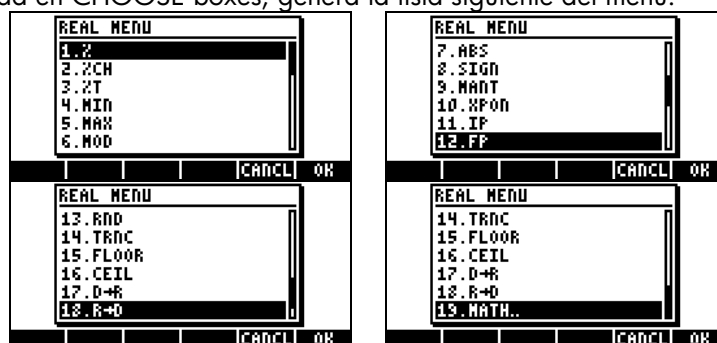 en CHOOSE boxes, genera la lista siguiente del menú:
REAL MENU
1.%
2.%CH
3.%T
4.MIN
5.MAX
6.MOD
CANCL OK
REAL MENU
7.ABS
8.SIGN
9.MANT
10.XPON
11.IP
12.FP
CANCL OK
REAL MENU
13.RND
14.TRNC
15.FLOOR
16.CEIL
17.D→R
18.R→D
CANCL OK
REAL MENU
14.TRNC
15.FLOOR
16.CEIL
17.D→R
18.R→D
19.MATH..
CANCL OK